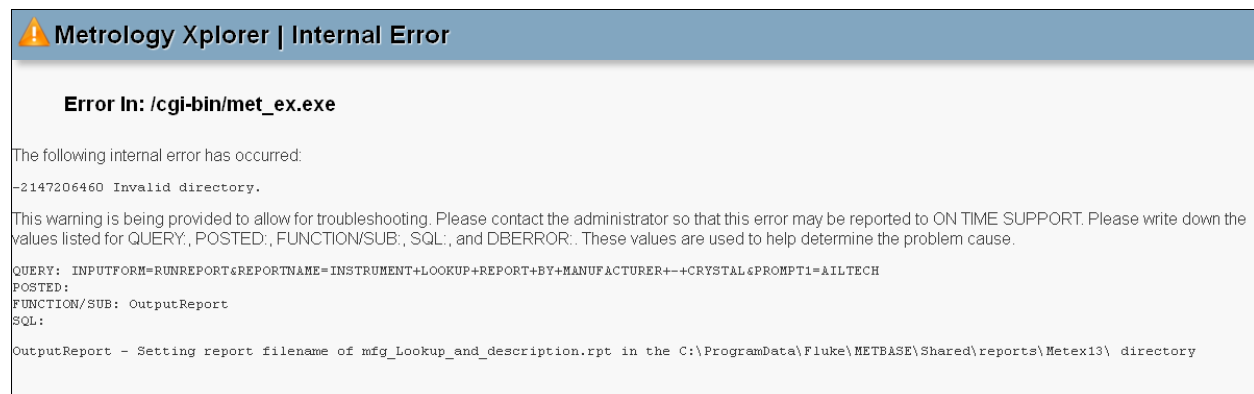 Metrology Xplorer | Internal Error
Error In: /cgi-bin/met_ex.exe
The following internal error has occurred:
-2147206460 Invalid directory.
This warning is being provided to allow for troubleshooting. Please contact the administrator so that this error may be reported to ON TIME SUPPORT. Please write down the
values listed for QUERY:, POSTED:, FUNCTION/SUB:, SQL:, and DBERROR:. These values are used to help determine the problem cause.
QUERY: INPUTFORM=RUNREPORT&REPORTNAME=INSTRUMENT+LOOKUP+REPORT+BY+MANUFACTURER+-+CRYSTAL&PROMPT1=AILTECH
POSTED:
FUNCTION/SUB: OutputReport
SQL:
OutputReport - Setting report filename of mfg_Lookup_and_description.rpt in the C:\ProgramData\Fluke\METBASE\Shared\reports\Metex13\ directory